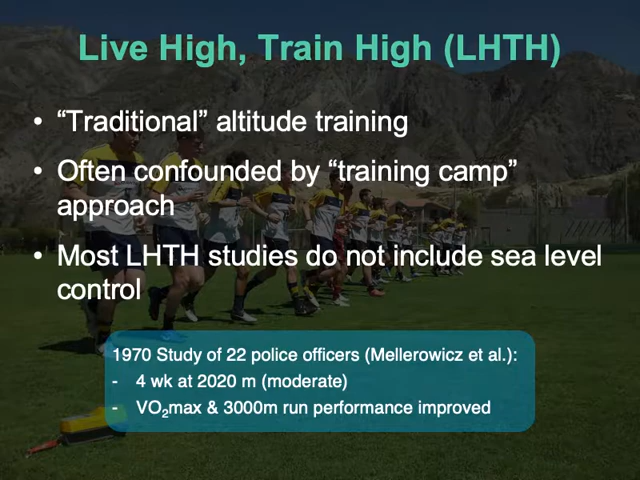 Live High, Train High (LHTH)
• “Traditional” altitude training
• Often confounded by “training camp”
approach
• Most LHTH studies do not include sea level
control
1970 Study of 22 police officers (Mellerowicz et al.):
- 4 wk at 2020 m (moderate)
- VO₂max & 3000m run performance improved